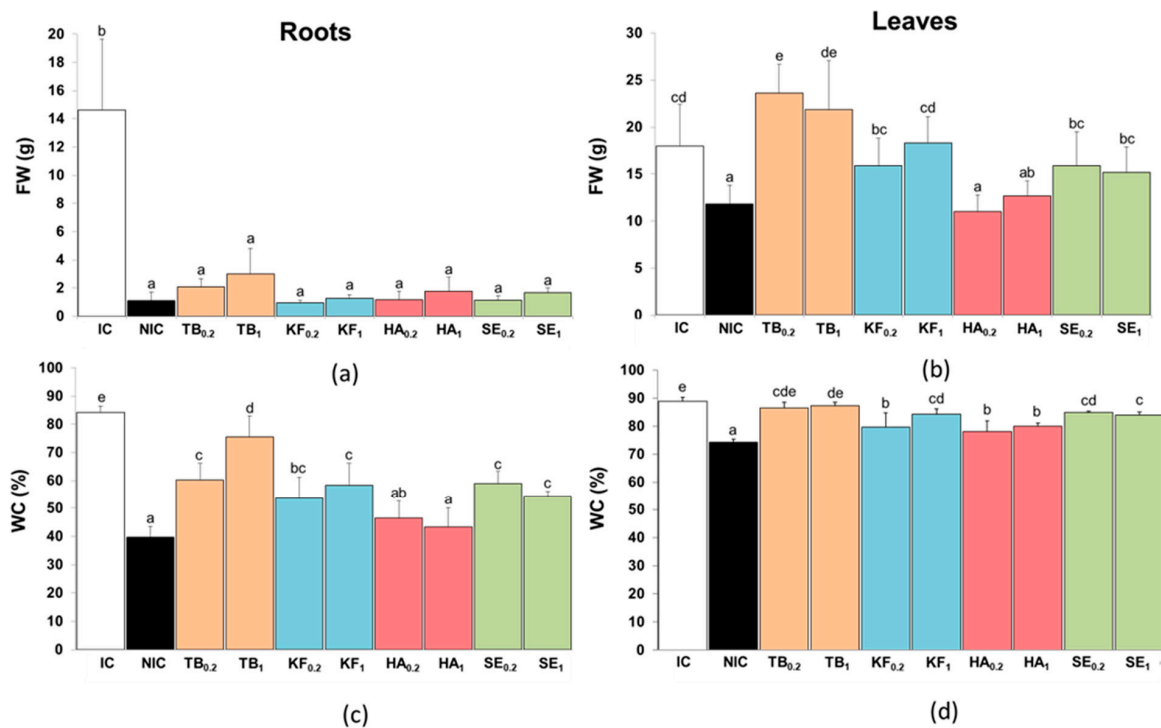 Roots
FW (g)
20
18
16
14
12
10
8
6
4
2
0
b
a
a
a
a
a
a
a
a
a
IC NIC TB0.2 TB1 KF0.2 KF1 HA0.2 HA1 SE0.2 SE1
(a)
Leaves
FW (g)
30
25
20
15
10
5
0
cd
a
e
de
bc
cd
a
ab
bc
bc
IC NIC TB0.2 TB1 KF0.2 KF1 HA0.2 HA1 SE0.2 SE1
(b)
WC (%)
100
90
80
70
60
50
40
30
20
10
0
e
a
c
d
bc
c
ab
a
c
c
IC NIC TB0.2 TB1 KF0.2 KF1 HA0.2 HA1 SE0.2 SE1
(c)
WC (%)
100
90
80
70
60
50
40
30
20
10
0
e
a
cde
de
b
cd
b
b
cd
c
IC NIC TB0.2 TB1 KF0.2 KF1 HA0.2 HA1 SE0.2 SE1
(d)